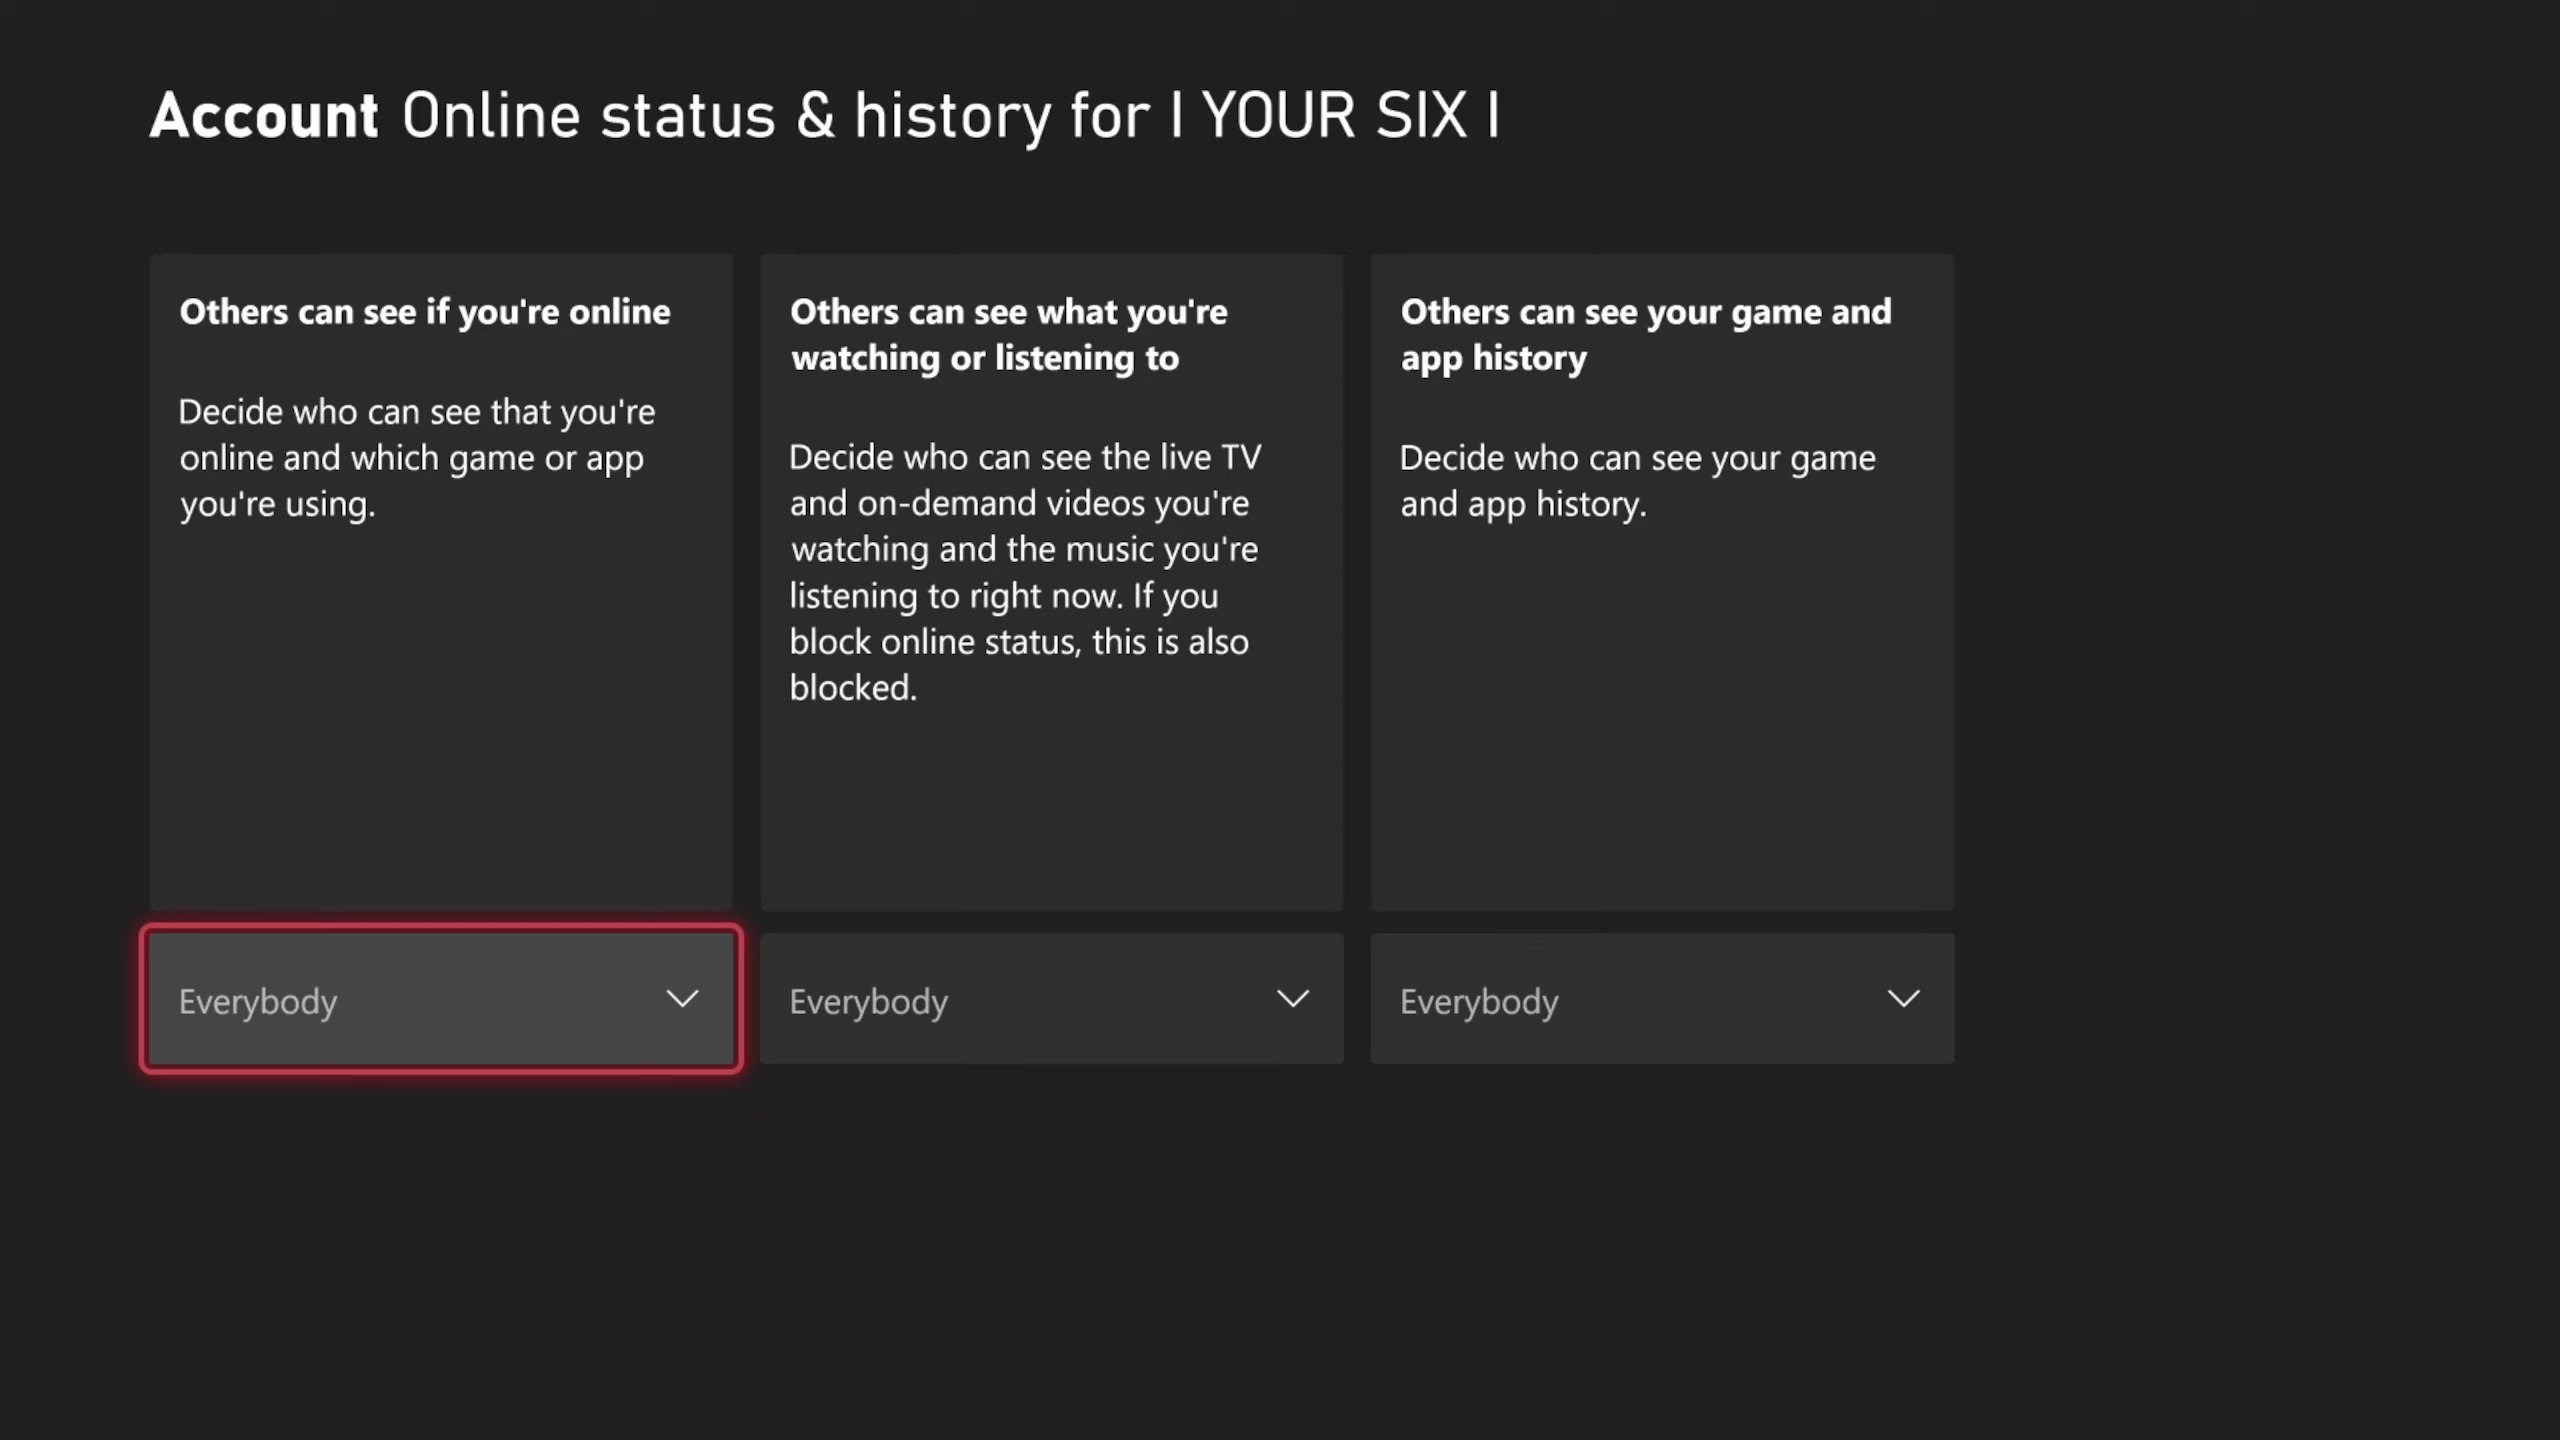 Account Online status & history for I YOUR SIX I
Others can see if you're online
Decide who can see that you're
online and which game or app
you're using.
Everybody
Others can see what you're
watching or listening to
Decide who can see the live TV
and on-demand videos you're
watching and the music you're
listening to right now. If you
block online status, this is also
blocked.
Everybody
Others can see your game and
app history
Decide who can see your game
and app history.
Everybody